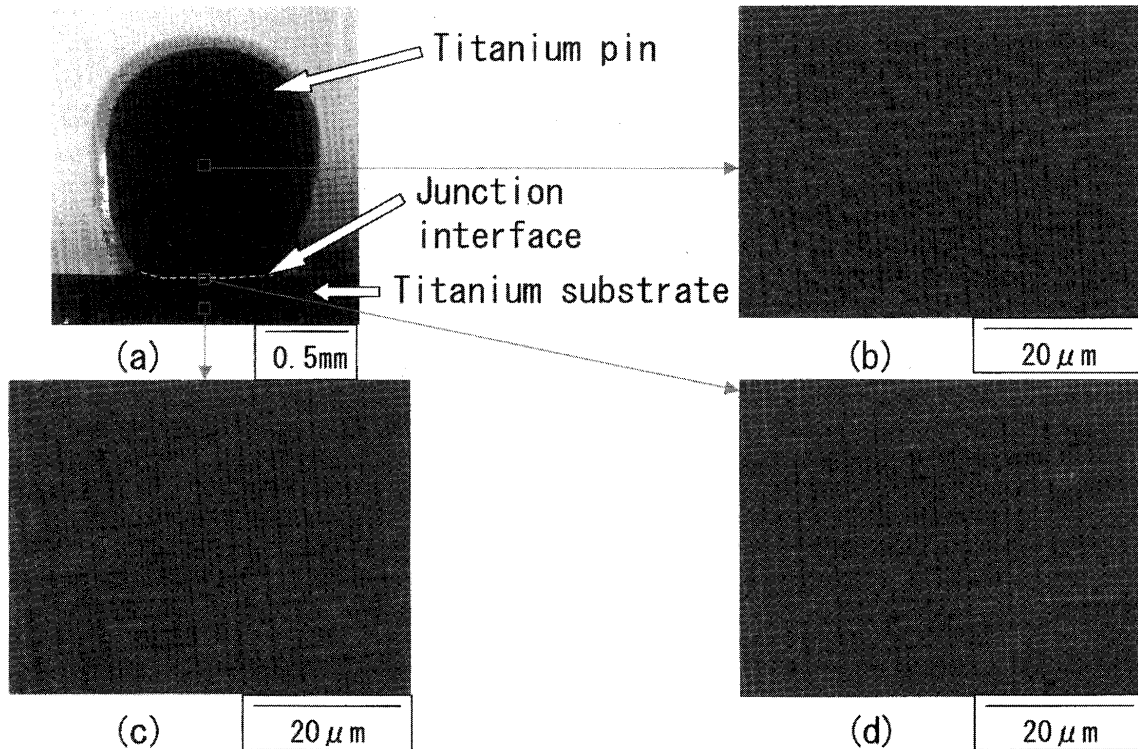 Titanium pin
Junction
interface
Titanium substrate
(a)
0.5mm
(b)
20μm
(c)
20μm
(d)
20μm